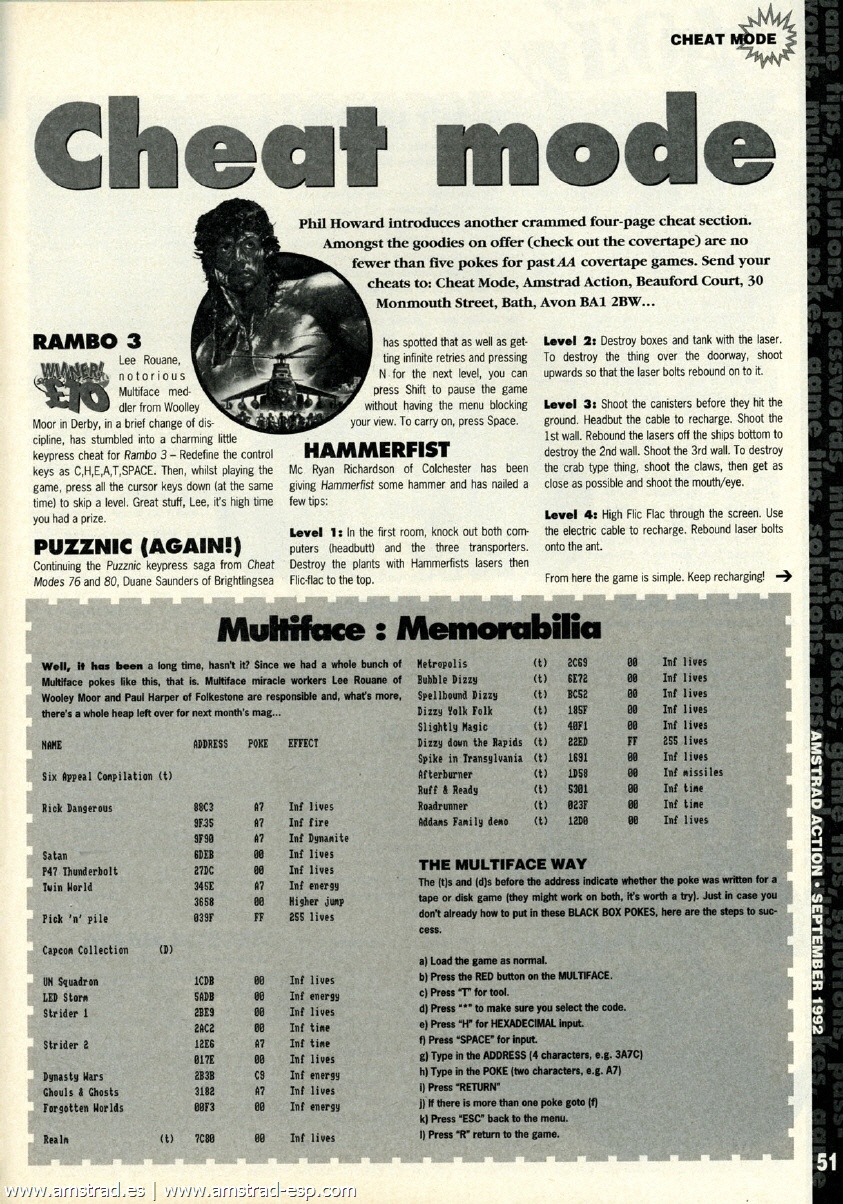 CHEAT MODE
Cheat mode
Phil Howard introduces another crammed four-page cheat section.
Amongst the goodies on offer (check out the covertape) are no
fewer than five pokes for past AA covertape games. Send your
cheats to: Cheat Mode, Amstrad Action, Beauford Court, 30
Monmouth Street, Bath, Avon BA1 2BW...
RAMBO 3
WINNER!
£10
Lee Rouane,
notorious
Multiface med-
dler from Woolley
Moor in Derby, in a brief change of dis-
cipline, has stumbled into a charming little
keypress cheat for Rambo 3 – Redefine the control
keys as C,H,E,A,T,SPACE. Then, whilst playing the
game, press all the cursor keys down (at the same
time) to skip a level. Great stuff, Lee, it's high time
you had a prize.
PUZZNIC (AGAIN!)
Continuing the Puzznic keypress saga from Cheat
Modes 76 and 80, Duane Saunders of Brightlingsea
has spotted that as well as get-
ting infinite retries and pressing
N for the next level, you can
press Shift to pause the game
without having the menu blocking
your view. To carry on, press Space.
HAMMERFIST
Mc Ryan Richardson of Colchester has been
giving Hammerfist some hammer and has nailed a
few tips:
Level 1: In the first room, knock out both com-
puters (headbutt) and the three transporters.
Destroy the plants with Hammerfists lasers then
Flic-flac to the top.
Level 2: Destroy boxes and tank with the laser.
To destroy the thing over the doorway, shoot
upwards so that the laser bolts rebound on to it.
Level 3: Shoot the canisters before they hit the
ground. Headbut the cable to recharge. Shoot the
1st wall. Rebound the lasers off the ships bottom to
destroy the 2nd wall. Shoot the 3rd wall. To destroy
the crab type thing, shoot the claws, then get as
close as possible and shoot the mouth/eye.
Level 4: High Flic Flac through the screen. Use
the electric cable to recharge. Rebound laser bolts
onto the ant.
From here the game is simple. Keep recharging! →
Multiface : Memorabilia
Well, it has been a long time, hasn't it? Since we had a whole bunch of
Multiface pokes like this, that is. Multiface miracle workers Lee Rouane of
Wooley Moor and Paul Harper of Folkestone are responsible and, what's more,
there's a whole heap left over for next month's mag...
NAME ADDRESS POKE EFFECT
Six Appeal Compilation (t)
Rick Dangerous 88C3 A7 Inf lives
9F35 A7 Inf fire
9F90 A7 Inf Dynamite
Satan 6DEB 00 Inf lives
P47 Thunderbolt 27DC 00 Inf lives
Twin World 345E A7 Inf energy
3658 00 Higher jump
Pick 'n' pile 039F FF 255 lives
Capcom Collection (D)
UN Squadron 1CDB 00 Inf lives
LED Storm 5ADB 00 Inf energy
Strider 1 2BE9 00 Inf lives
2AC2 00 Inf time
Strider 2 12E6 A7 Inf time
017E 00 Inf lives
Dynasty Wars 2B3B C9 Inf energy
Ghouls & Ghosts 3182 A7 Inf lives
Forgotten Worlds 00F3 00 Inf energy
Realm (t) 7C80 00 Inf lives
Metropolis (t) 2C69 00 Inf lives
Bubble Dizzy (t) 6E72 00 Inf lives
Spellbound Dizzy (t) BC52 00 Inf lives
Dizzy Yolk Folk (t) 185F 00 Inf lives
Slightly Magic (t) 40F1 00 Inf lives
Dizzy down the Rapids (t) 22ED FF 255 lives
Spike in Transylvania (t) 1691 00 Inf lives
Afterburner (t) 1D58 00 Inf missiles
Ruff & Ready (t) 5301 00 Inf time
Roadrunner (t) 023F 00 Inf time
Addams Family demo (t) 12D0 00 Inf lives
THE MULTIFACE WAY
The (t)s and (d)s before the address indicate whether the poke was written for a
tape or disk game (they might work on both, it's worth a try). Just in case you
don't already how to put in these BLACK BOX POKES, here are the steps to suc-
cess.
a) Load the game as normal.
b) Press the RED button on the MULTIFACE.
c) Press "T" for tool.
d) Press "*" to make sure you select the code.
e) Press "H" for HEXADECIMAL input.
f) Press "SPACE" for input.
g) Type in the ADDRESS (4 characters, e.g. 3A7C)
h) Type in the POKE (two characters, e.g. A7)
i) Press "RETURN"
j) If there is more than one poke goto (f)
k) Press "ESC" back to the menu.
l) Press "R" return to the game.
AMSTRAD ACTION • SEPTEMBER 1992
51
www.amstrad.es | www.amstrad-esp.com